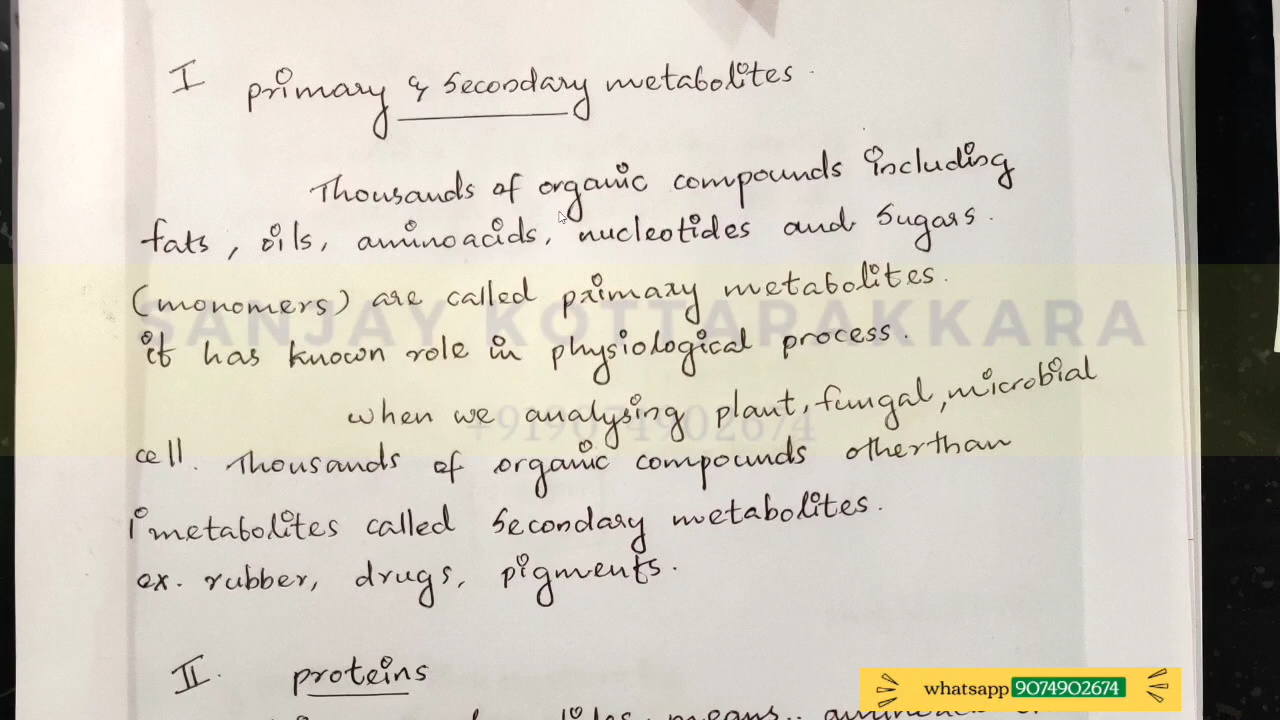 I primary & Secondary metabolites.
Thousands of organic compounds including
fats, oils, aminoacids, nucleotides and Sugars.
(monomers) are called primary metabolites.
SANJAY KOTTARAKKARA
it has known role in physiological process.
when we analysing plant, fungal, microbial
+919074902674
cell. Thousands of organic compounds otherthan
i metabolites called Secondary metabolites.
ex. rubber, drugs, pigments.
II. proteins
means.
whatsapp 9074902674